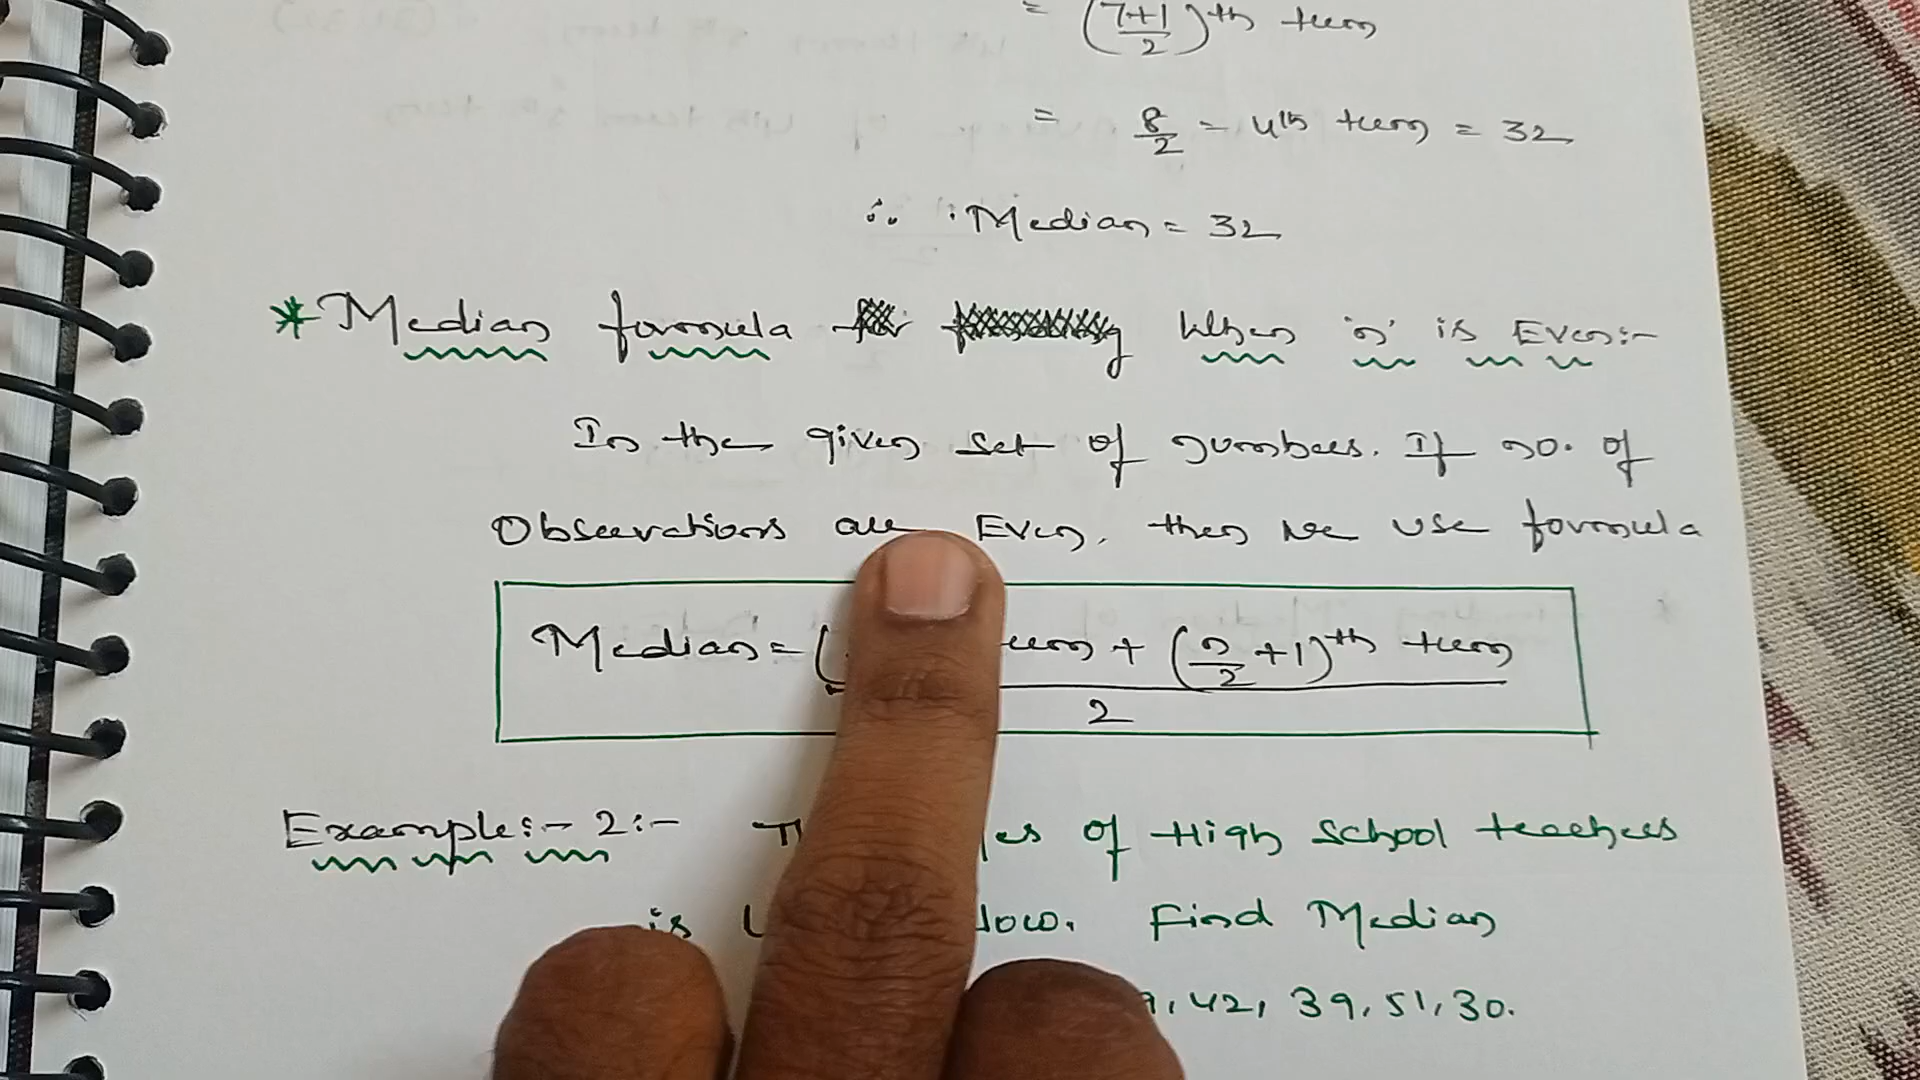 = (7+1/2)th term
= 8/2 = 4th term = 32
∴ Median = 32
* Median formula When 'n' is Even:-
In the given set of numbers. If no. of
Observations are Even, then we use formula
Median = ( term + (n/2 +1)th term
2
Example:- 2:- of High School teachers
is Find Median
42, 39, 51, 30.